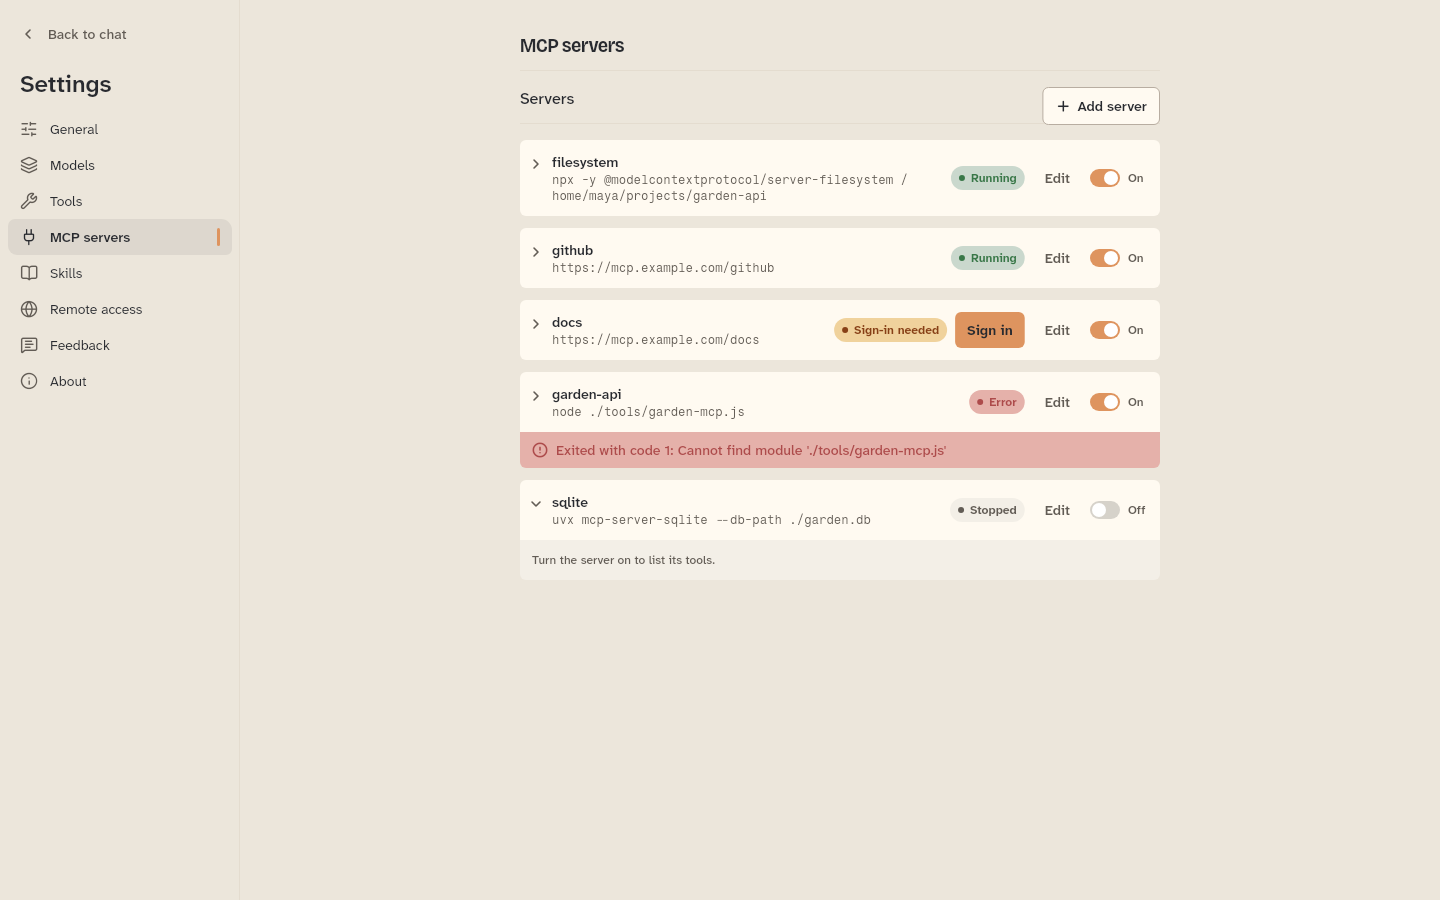 Back to chat
Settings
General
Models
Tools
MCP servers
Skills
Remote access
Feedback
About
MCP servers
Servers
Add server
filesystem
npx -y @modelcontextprotocol/server-filesystem /
home/maya/projects/garden-api
Running
Edit
On
github
https://mcp.example.com/github
Running
Edit
On
docs
https://mcp.example.com/docs
Sign-in needed
Sign in
Edit
On
garden-api
node ./tools/garden-mcp.js
Error
Edit
On
Exited with code 1: Cannot find module './tools/garden-mcp.js'
sqlite
uvx mcp-server-sqlite --db-path ./garden.db
Stopped
Edit
Off
Turn the server on to list its tools.